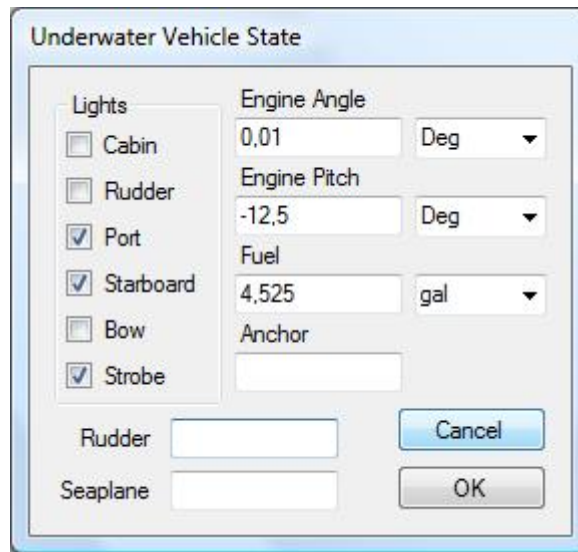 Underwater Vehicle State
Lights
Cabin
Rudder
Port
Starboard
Bow
Strobe
Engine Angle
0,01 Deg
Engine Pitch
-12,5 Deg
Fuel
4,525 gal
Anchor
Rudder
Seaplane
Cancel
OK